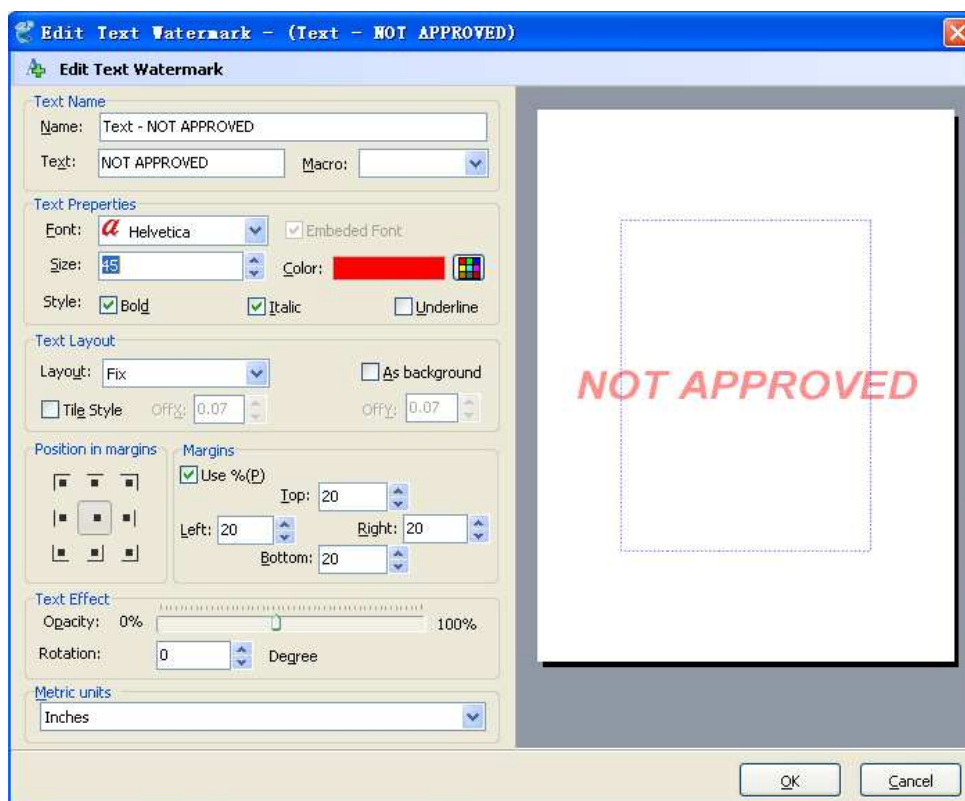 Edit Text Watermark - (Text - NOT APPROVED)
Edit Text Watermark
Text Name
Name: Text - NOT APPROVED
Text: NOT APPROVED Macro:
Text Preperties
Font: a Helvetica Embeded Font
Size: 45 Color:
Style: Bold Italic Underline
Text Layout
Layout: Fix As background
Tile Style OffX: 0.07 OffY: 0.07
NOT APPROVED
Position in margins Margins
Use %(P)
Top: 20
Left: 20 Right: 20
Bottom: 20
Text Effect
Opacity: 0% 100%
Rotation: 0 Degree
Metric units
Inches
OK Cancel